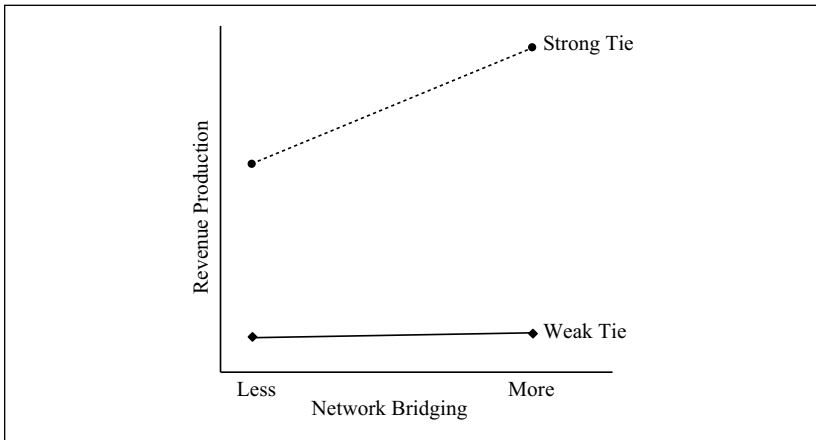 Strong Tie
Revenue Production
Weak Tie
Less
More
Network Bridging